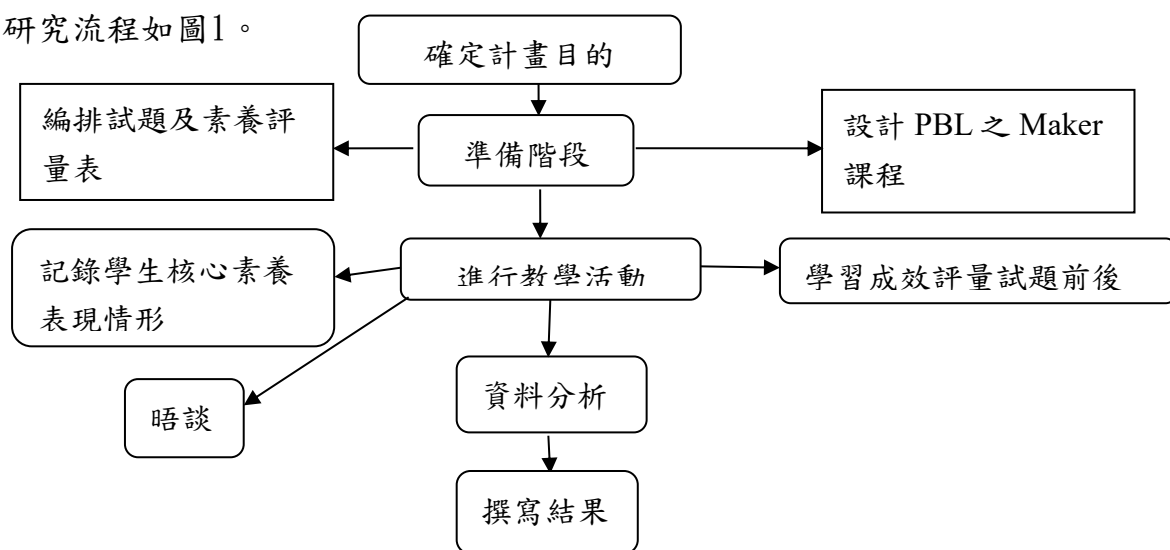 研究流程如圖1。
確定計畫目的
編排試題及素養評
量表
準備階段
設計 PBL 之 Maker
課程
記錄學生核心素養
表現情形
進行教學活動
學習成效評量試題前後
晤談
資料分析
撰寫結果